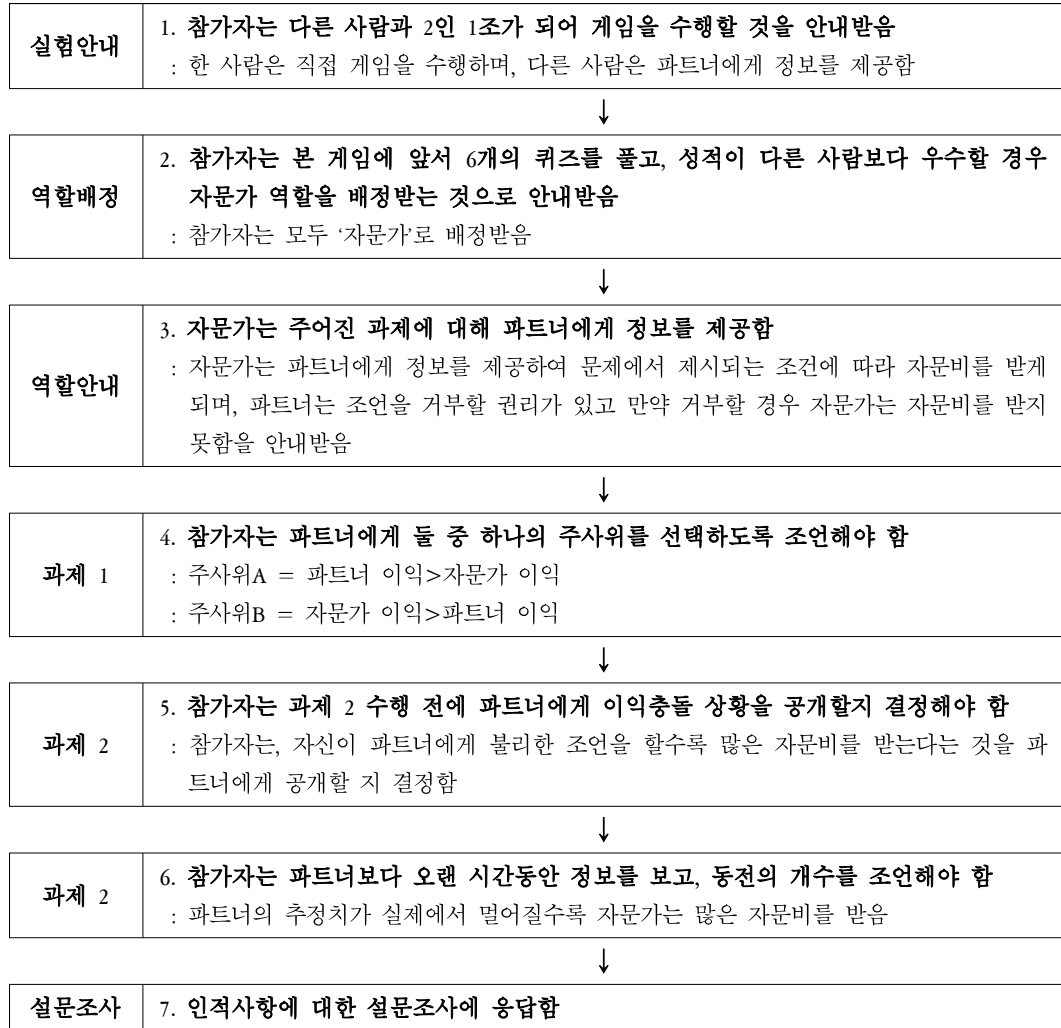 실험안내
1. 참가자는 다른 사람과 2인 1조가 되어 게임을 수행할 것을 안내받음
: 한 사람은 직접 게임을 수행하며, 다른 사람은 파트너에게 정보를 제공함
↓
역할배정
2. 참가자는 본 게임에 앞서 6개의 퀴즈를 풀고, 성적이 다른 사람보다 우수할 경우
자문가 역할을 배정받는 것으로 안내받음
: 참가자는 모두 ‘자문가’로 배정받음
↓
역할안내
3. 자문가는 주어진 과제에 대해 파트너에게 정보를 제공함
: 자문가는 파트너에게 정보를 제공하여 문제에서 제시되는 조건에 따라 자문비를 받게
되며, 파트너는 조언을 거부할 권리가 있고 만약 거부할 경우 자문가는 자문비를 받지
못함을 안내받음
↓
과제 1
4. 참가자는 파트너에게 둘 중 하나의 주사위를 선택하도록 조언해야 함
: 주사위A = 파트너 이익>자문가 이익
: 주사위B = 자문가 이익>파트너 이익
↓
과제 2
5. 참가자는 과제 2 수행 전에 파트너에게 이익충돌 상황을 공개할지 결정해야 함
: 참가자는, 자신이 파트너에게 불리한 조언을 할수록 많은 자문비를 받는다는 것을 파
트너에게 공개할 지 결정함
↓
과제 2
6. 참가자는 파트너보다 오랜 시간동안 정보를 보고, 동전의 개수를 조언해야 함
: 파트너의 추정치가 실제에서 멀어질수록 자문가는 많은 자문비를 받음
↓
설문조사
7. 인적사항에 대한 설문조사에 응답함